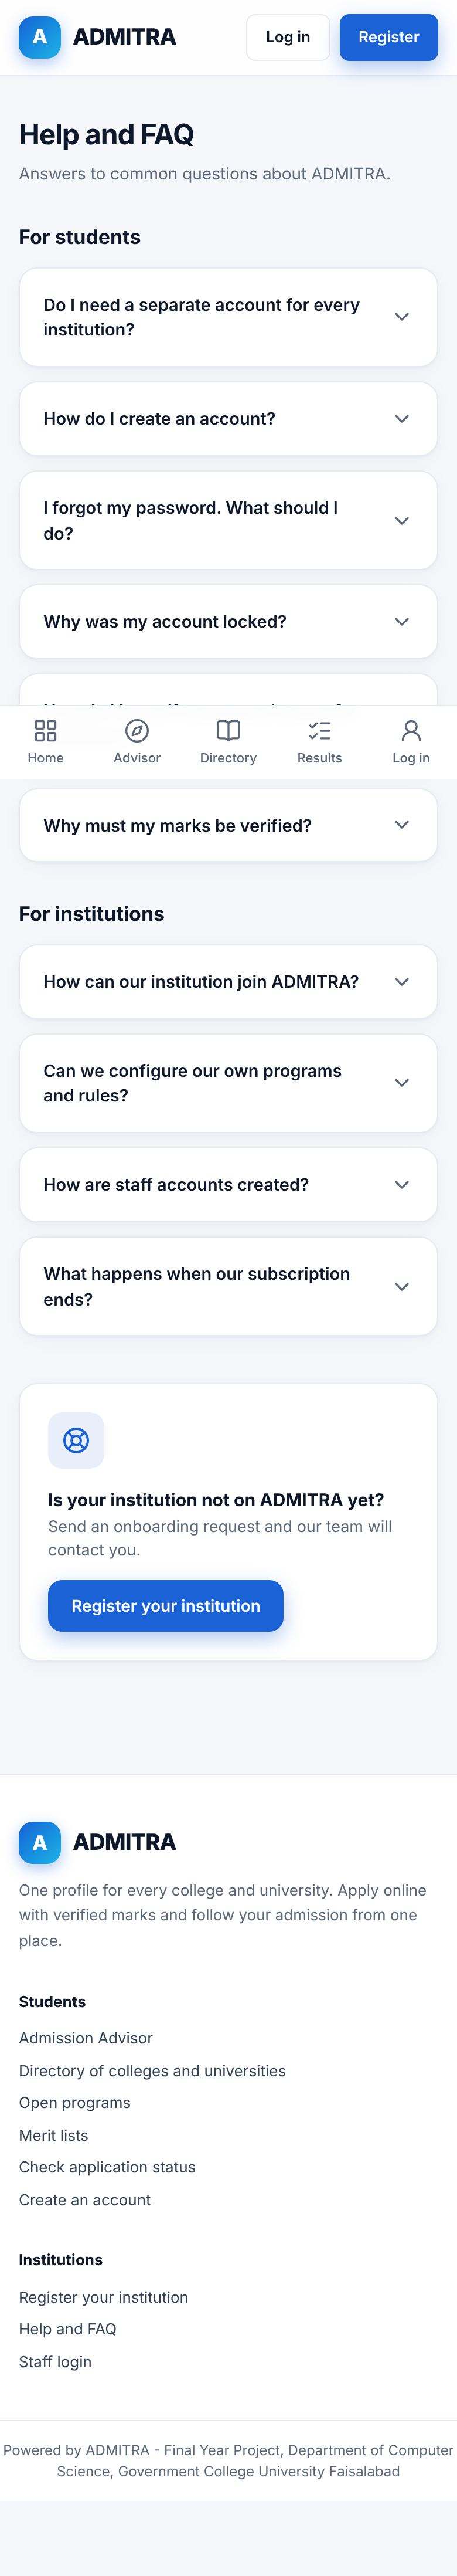 A ADMITRA
Log in
Register
Help and FAQ
Answers to common questions about ADMITRA.
For students
Do I need a separate account for every
institution?
How do I create an account?
I forgot my password. What should I
do?
Why was my account locked?
Home
Advisor
Directory
Results
Log in
Why must my marks be verified?
For institutions
How can our institution join ADMITRA?
Can we configure our own programs
and rules?
How are staff accounts created?
What happens when our subscription
ends?
Is your institution not on ADMITRA yet?
Send an onboarding request and our team will
contact you.
Register your institution
A ADMITRA
One profile for every college and university. Apply online
with verified marks and follow your admission from one
place.
Students
Admission Advisor
Directory of colleges and universities
Open programs
Merit lists
Check application status
Create an account
Institutions
Register your institution
Help and FAQ
Staff login
Powered by ADMITRA - Final Year Project, Department of Computer
Science, Government College University Faisalabad